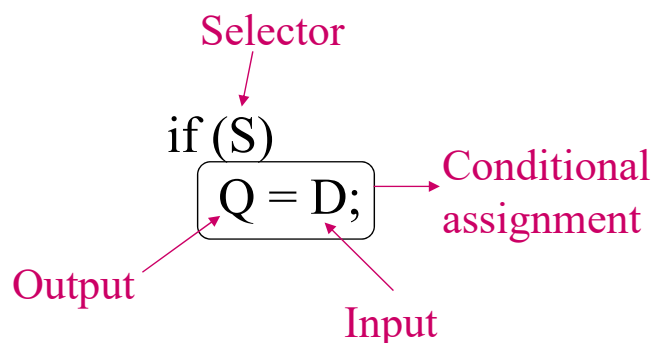 Selector
if (S)
Q = D;
Conditional
assignment
Output
Input